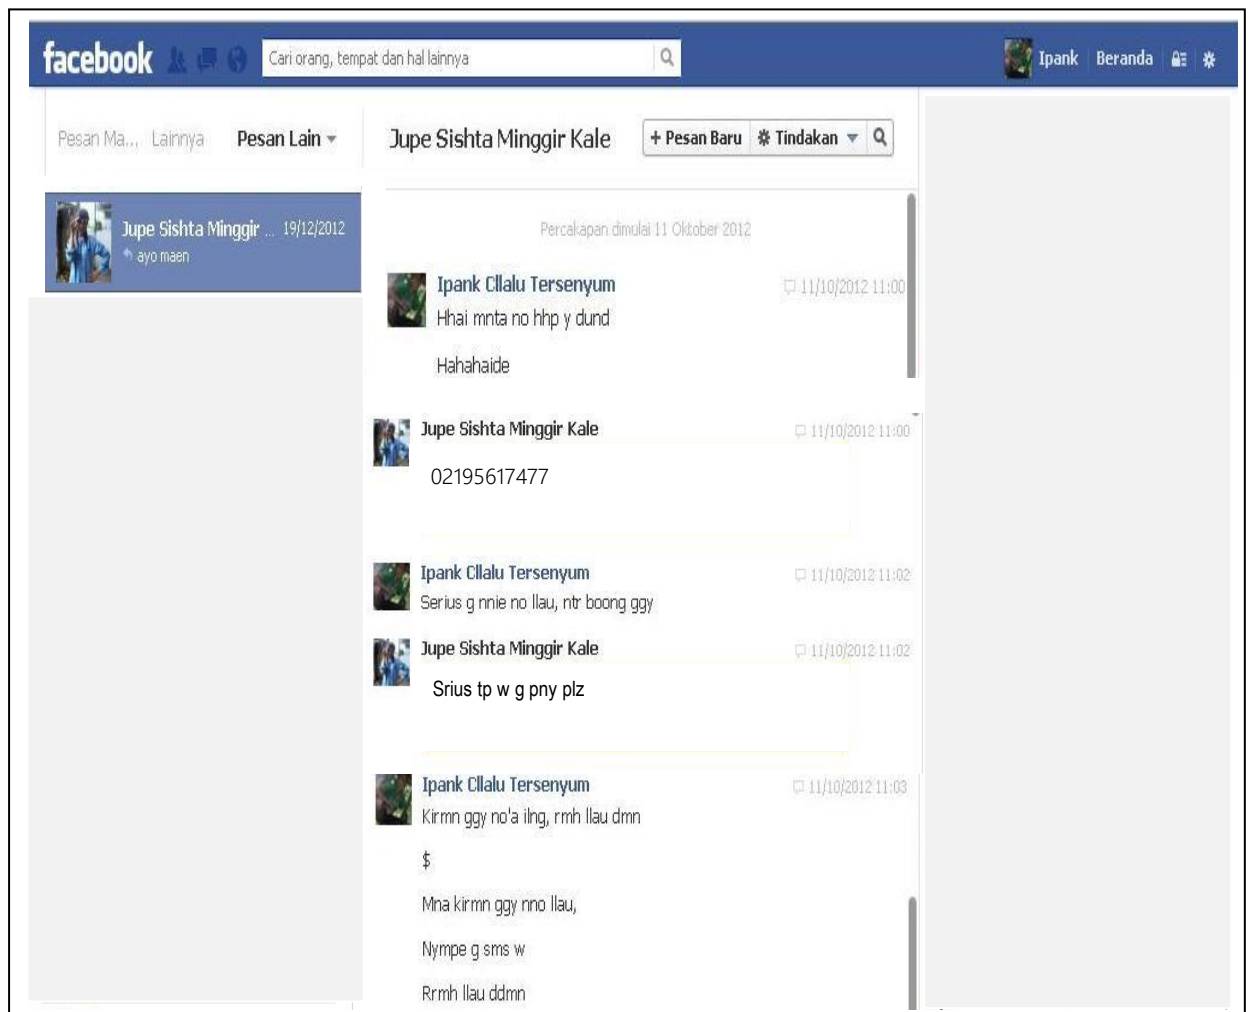 facebook
Cari orang, tempat dan hal lainnya
Ipank Beranda
Pesan Ma... Lainnya Pesan Lain
Jupe Sishta Minggir Kale
+ Pesan Baru Tindakan
Jupe Sishta Minggir ... 19/12/2012
ayo maen
Percakapan dimulai 11 Oktober 2012
Ipank Cllalu Tersenyum 11/10/2012 11:00
Hhai mnta no hhp y dund
Hahahaide
Jupe Sishta Minggir Kale 11/10/2012 11:00
02195617477
Ipank Cllalu Tersenyum 11/10/2012 11:02
Serius g nnie no llau, ntr boong ggy
Jupe Sishta Minggir Kale 11/10/2012 11:02
Srius tp w g pny plz
Ipank Cllalu Tersenyum 11/10/2012 11:03
Kirmn ggy no'a ilng, rmh llau dmn
$
Mna kirmn ggy nno llau,
Nympe g sms w
Rrmh llau ddmn